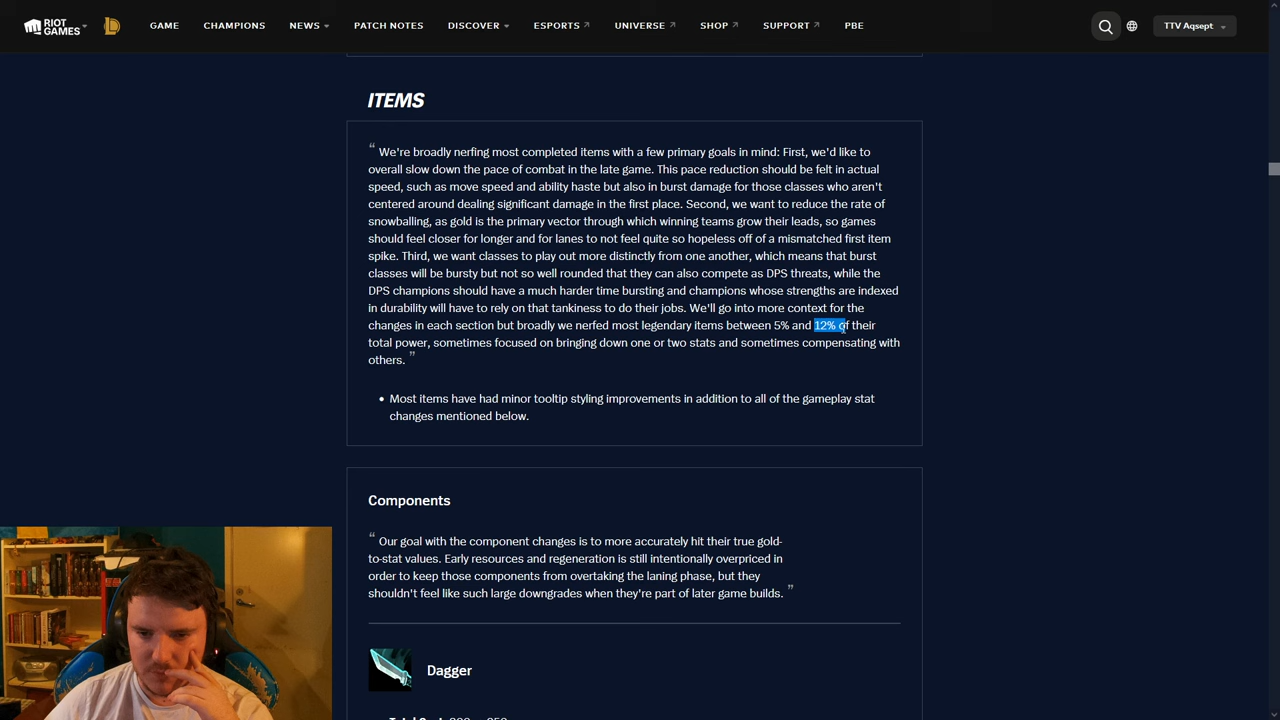 RIOT GAMES
GAME
CHAMPIONS
NEWS
PATCH NOTES
DISCOVER
ESPORTS
UNIVERSE
SHOP
SUPPORT
PBE
TTV Aqsept
ITEMS
“ We're broadly nerfing most completed items with a few primary goals in mind: First, we'd like to
overall slow down the pace of combat in the late game. This pace reduction should be felt in actual
speed, such as move speed and ability haste but also in burst damage for those classes who aren't
centered around dealing significant damage in the first place. Second, we want to reduce the rate of
snowballing, as gold is the primary vector through which winning teams grow their leads, so games
should feel closer for longer and for lanes to not feel quite so hopeless off of a mismatched first item
spike. Third, we want classes to play out more distinctly from one another, which means that burst
classes will be bursty but not so well rounded that they can also compete as DPS threats, while the
DPS champions should have a much harder time bursting and champions whose strengths are indexed
in durability will have to rely on that tankiness to do their jobs. We'll go into more context for the
changes in each section but broadly we nerfed most legendary items between 5% and 12% of their
total power, sometimes focused on bringing down one or two stats and sometimes compensating with
others. ”
• Most items have had minor tooltip styling improvements in addition to all of the gameplay stat
changes mentioned below.
Components
“ Our goal with the component changes is to more accurately hit their true gold-
to-stat values. Early resources and regeneration is still intentionally overpriced in
order to keep those components from overtaking the laning phase, but they
shouldn't feel like such large downgrades when they're part of later game builds. ”
Dagger